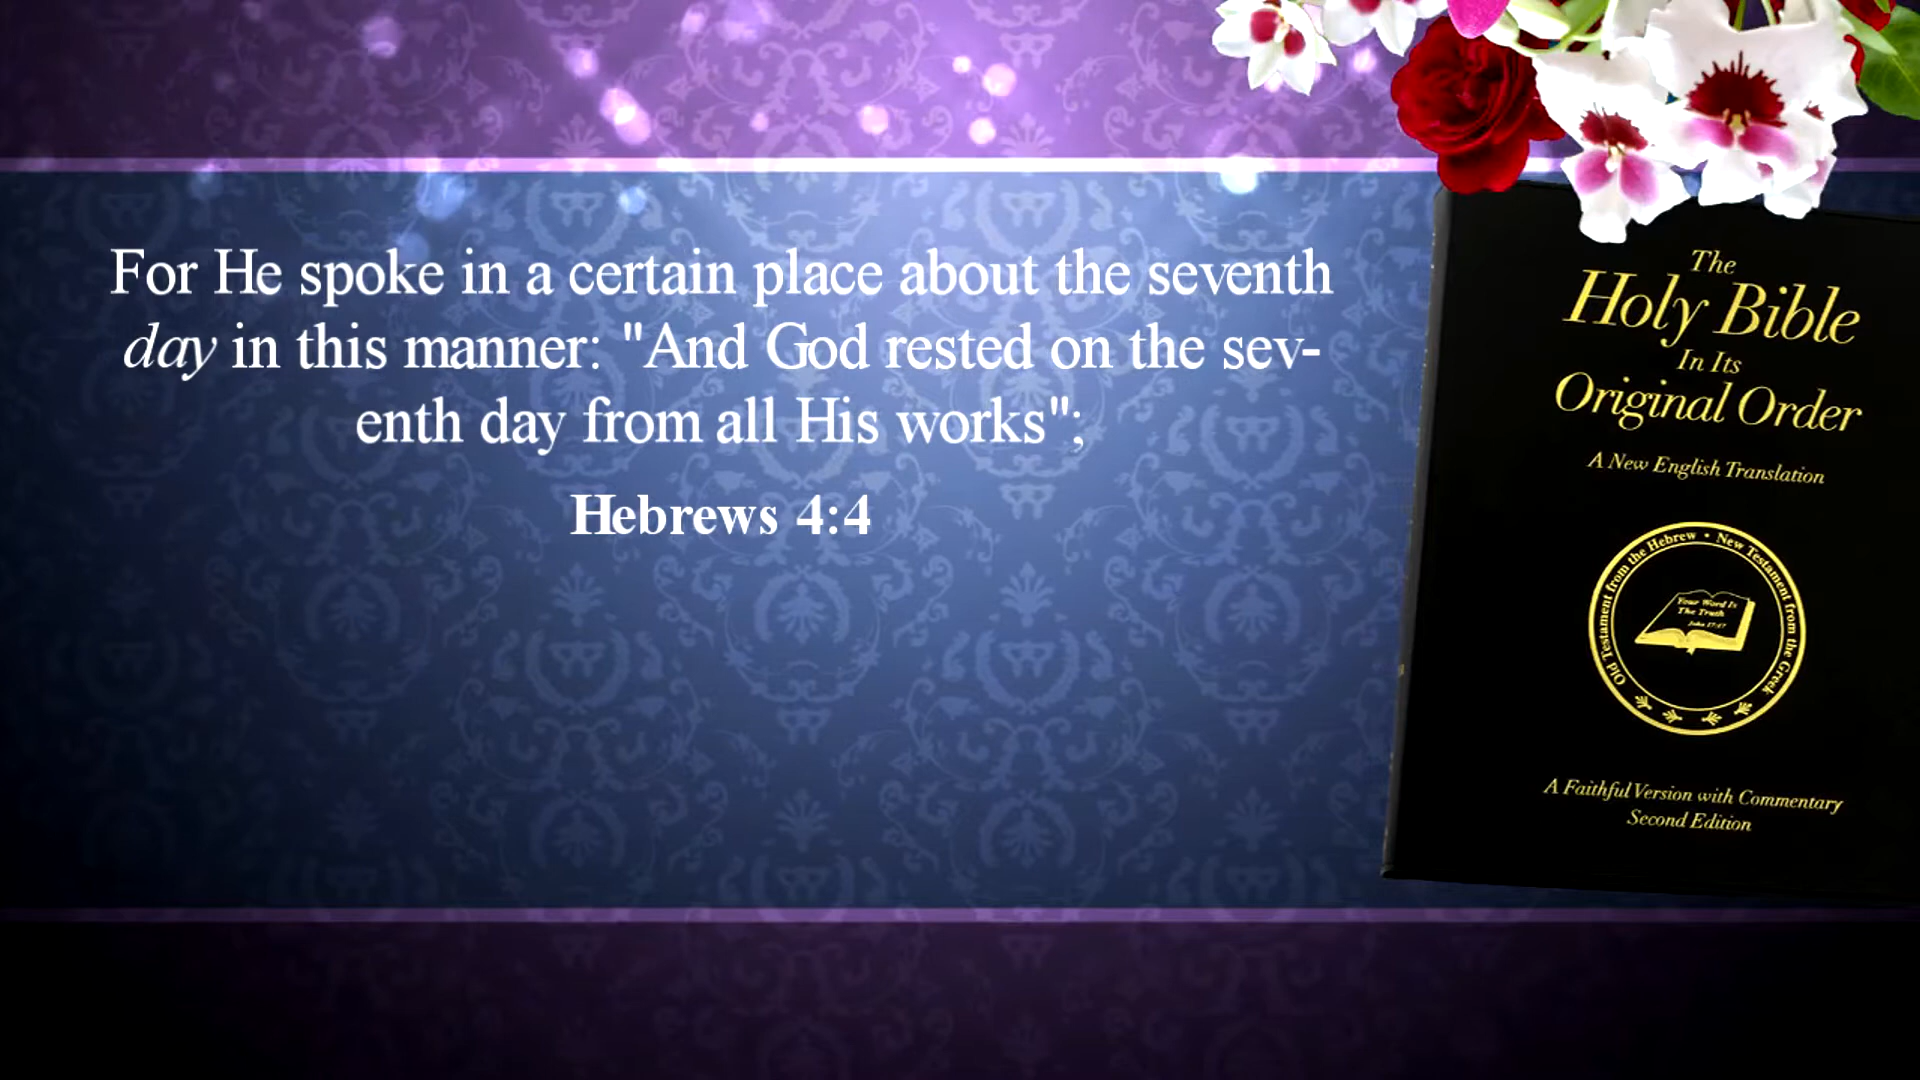 For He spoke in a certain place about the seventh
day in this manner: "And God rested on the sev-
enth day from all His works";
Hebrews 4:4
The
Holy Bible
In Its
Original Order
A New English Translation
Old Testament from the Hebrew • New Testament from the Greek
Your Word Is
The Truth
John 17:17
A Faithful Version with Commentary
Second Edition